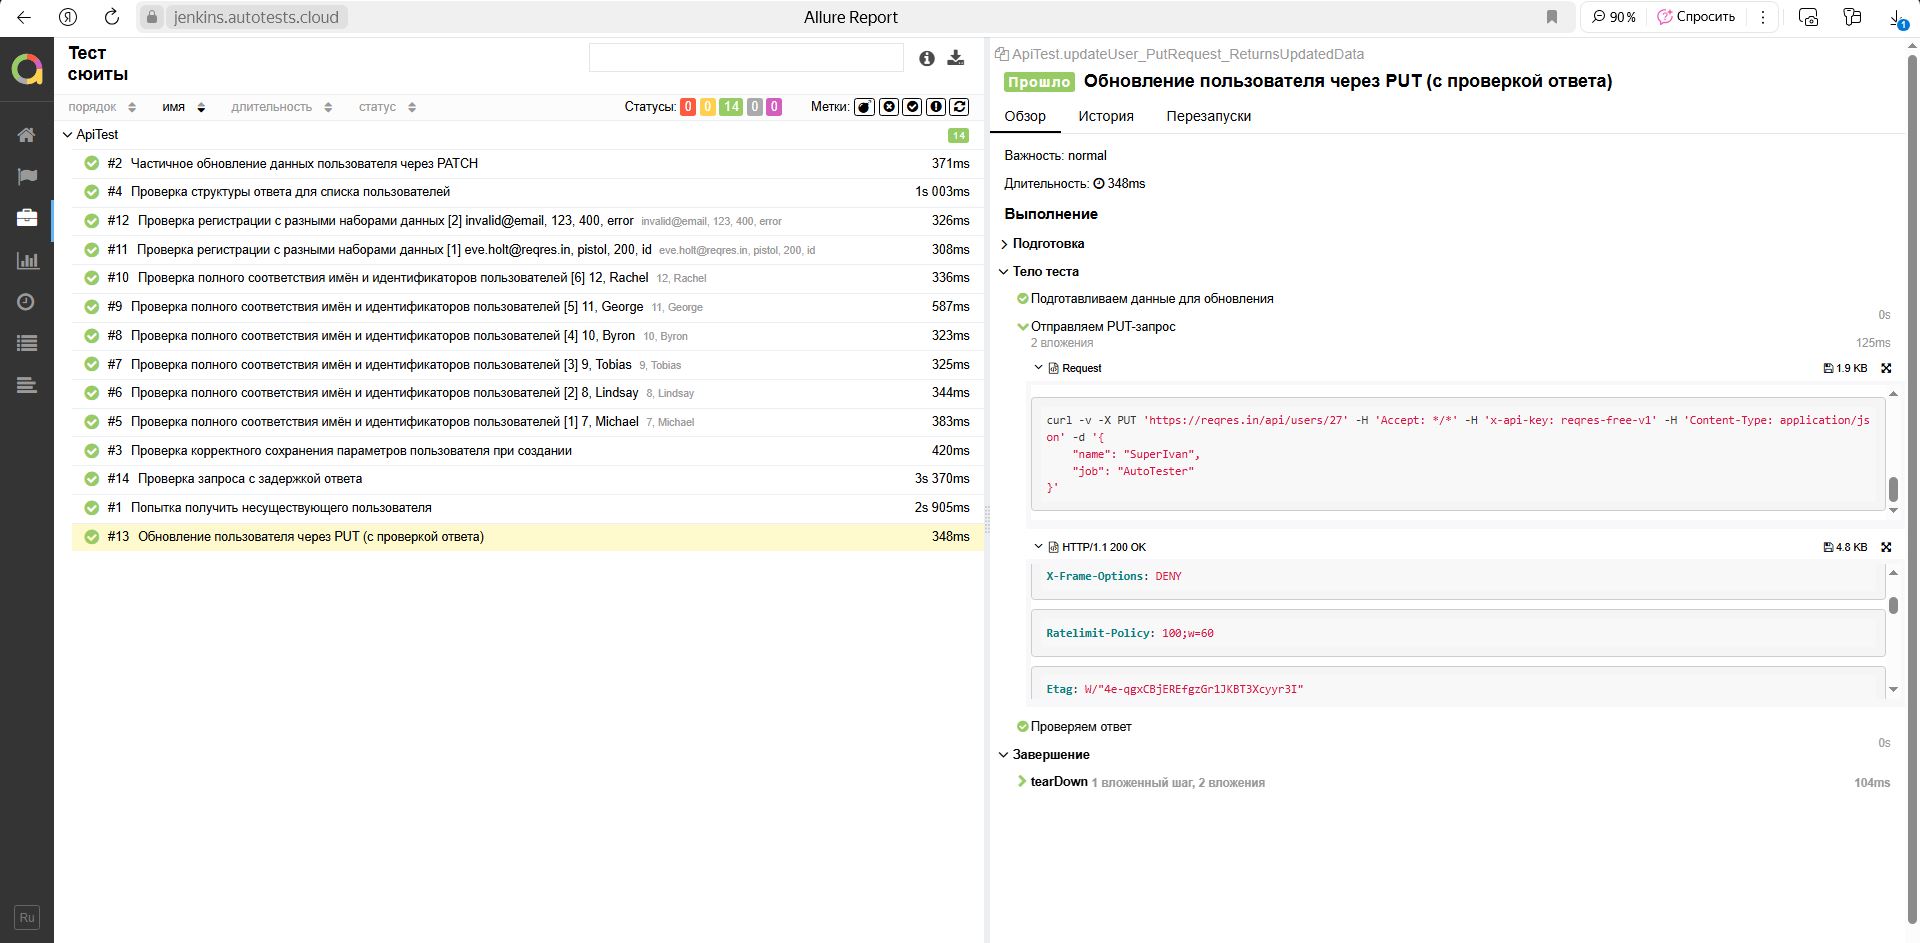 jenkins.autotests.cloud
Allure Report
90%
Спросить
1
Тест
сюиты
порядок имя длительность статус
Статусы: 0 0 14 0 0 Метки:
ApiTest 14
#2 Частичное обновление данных пользователя через PATCH 371ms
#4 Проверка структуры ответа для списка пользователей 1s 003ms
#12 Проверка регистрации с разными наборами данных [2] invalid@email, 123, 400, error invalid@email, 123, 400, error 326ms
#11 Проверка регистрации с разными наборами данных [1] eve.holt@reqres.in, pistol, 200, id eve.holt@reqres.in, pistol, 200, id 308ms
#10 Проверка полного соответствия имён и идентификаторов пользователей [6] 12, Rachel 12, Rachel 336ms
#9 Проверка полного соответствия имён и идентификаторов пользователей [5] 11, George 11, George 587ms
#8 Проверка полного соответствия имён и идентификаторов пользователей [4] 10, Byron 10, Byron 323ms
#7 Проверка полного соответствия имён и идентификаторов пользователей [3] 9, Tobias 9, Tobias 325ms
#6 Проверка полного соответствия имён и идентификаторов пользователей [2] 8, Lindsay 8, Lindsay 344ms
#5 Проверка полного соответствия имён и идентификаторов пользователей [1] 7, Michael 7, Michael 383ms
#3 Проверка корректного сохранения параметров пользователя при создании 420ms
#14 Проверка запроса с задержкой ответа 3s 370ms
#1 Попытка получить несуществующего пользователя 2s 905ms
#13 Обновление пользователя через PUT (с проверкой ответа) 348ms
Ru
ApiTest.updateUser_PutRequest_ReturnsUpdatedData
Прошло Обновление пользователя через PUT (с проверкой ответа)
Обзор История Перезапуски
Важность: normal
Длительность: 348ms
Выполнение
Подготовка
Тело теста
Подготавливаем данные для обновления
0s
Отправляем PUT-запрос
2 вложения 125ms
Request 1.9 KB
curl -v -X PUT 'https://reqres.in/api/users/27' -H 'Accept: */*' -H 'x-api-key: reqres-free-v1' -H 'Content-Type: application/js
on' -d '{
"name": "SuperIvan",
"job": "AutoTester"
}'
HTTP/1.1 200 OK 4.8 KB
X-Frame-Options: DENY
Ratelimit-Policy: 100;w=60
Etag: W/"4e-qgxCBjEREfgzGr1JKBT3Xcyyr3I"
Проверяем ответ
0s
Завершение
tearDown 1 вложенный шаг, 2 вложения 104ms